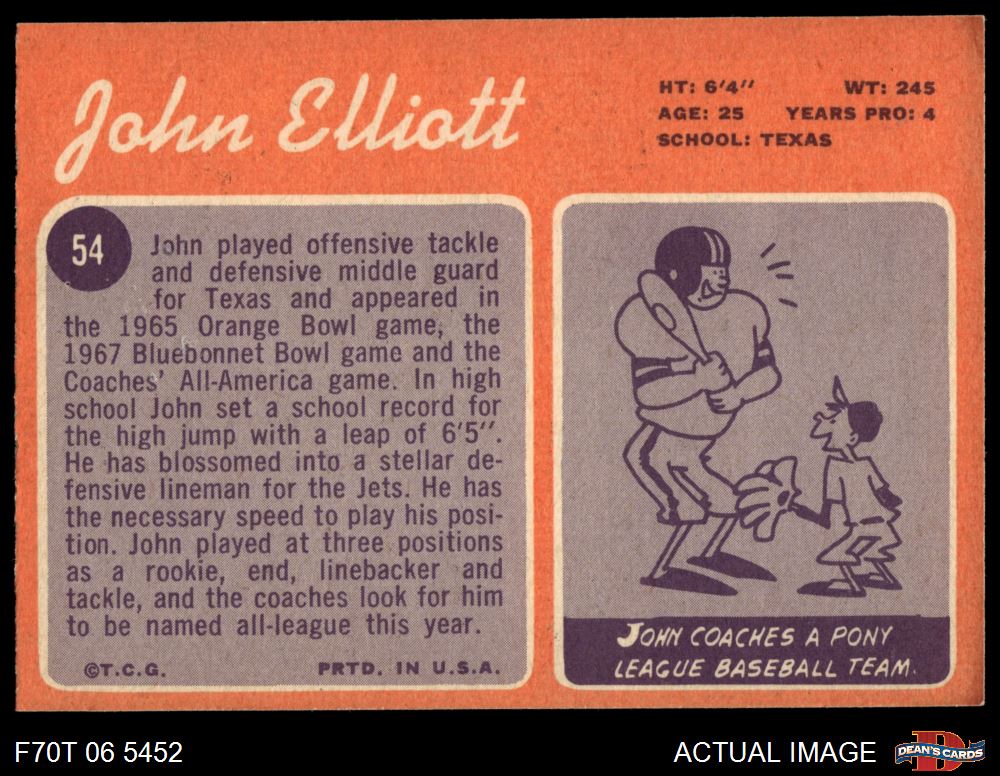 John Elliott
HT: 6'4" WT: 245
AGE: 25 YEARS PRO: 4
SCHOOL: TEXAS
54
John played offensive tackle
and defensive middle guard
for Texas and appeared in
the 1965 Orange Bowl game, the
1967 Bluebonnet Bowl game and the
Coaches' All-America game. In high
school John set a school record for
the high jump with a leap of 6'5".
He has blossomed into a stellar de-
fensive lineman for the Jets. He has
the necessary speed to play his posi-
tion. John played at three positions
as a rookie, end, linebacker and
tackle, and the coaches look for him
to be named all-league this year.
©T.C.G. PRTD. IN U.S.A.
JOHN COACHES A PONY
LEAGUE BASEBALL TEAM.
F70T 06 5452
ACTUAL IMAGE
DEAN'S CARDS